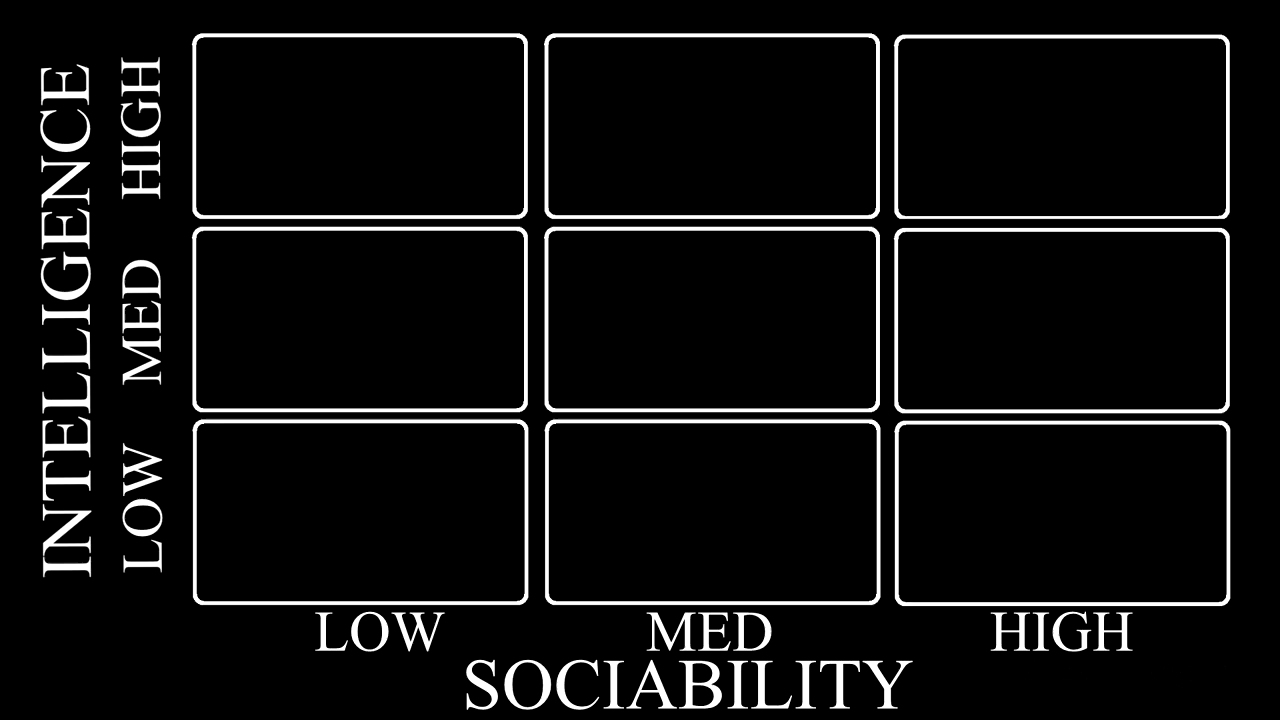 INTELLIGENCE
HIGH
MED
LOW
LOW MED HIGH
SOCIABILITY